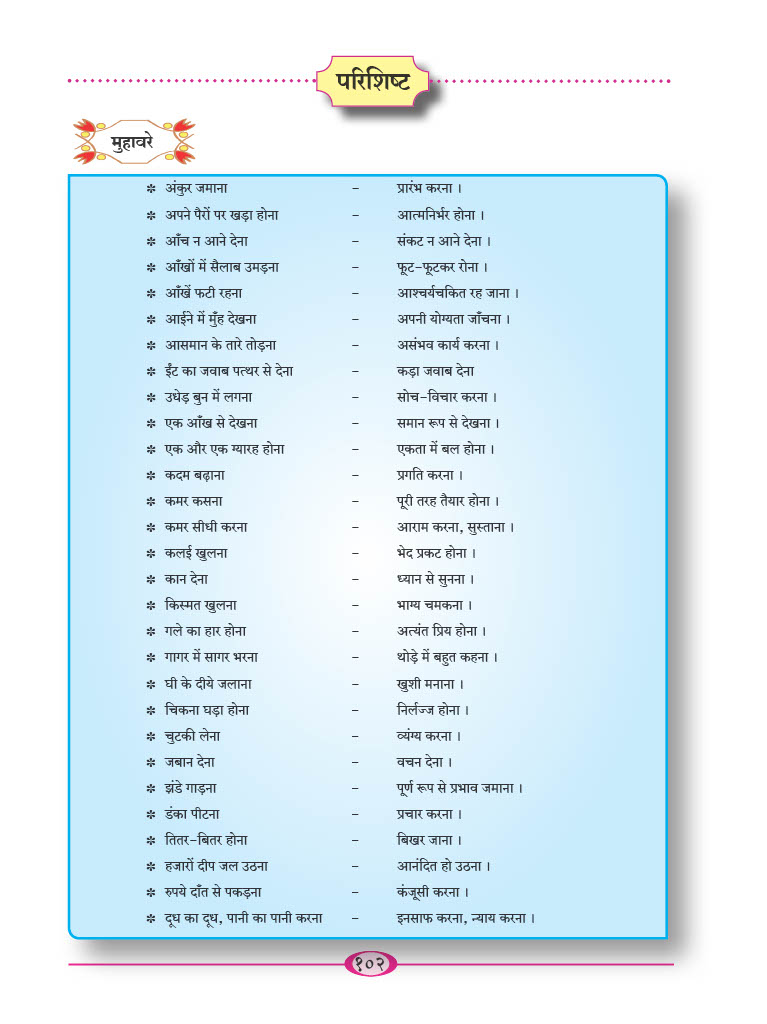 परिशिष्ट
मुहावरे
✽ अंकुर जमाना – प्रारंभ करना ।
✽ अपने पैरों पर खड़ा होना – आत्मनिर्भर होना ।
✽ आँच न आने देना – संकट न आने देना ।
✽ आँखों में सैलाब उमड़ना – फूट-फूटकर रोना ।
✽ आँखें फटी रहना – आश्चर्यचकित रह जाना ।
✽ आईने में मुँह देखना – अपनी योग्यता जाँचना ।
✽ आसमान के तारे तोड़ना – असंभव कार्य करना ।
✽ ईंट का जवाब पत्थर से देना – कड़ा जवाब देना
✽ उधेड़ बुन में लगना – सोच-विचार करना ।
✽ एक आँख से देखना – समान रूप से देखना ।
✽ एक और एक ग्यारह होना – एकता में बल होना ।
✽ कदम बढ़ाना – प्रगति करना ।
✽ कमर कसना – पूरी तरह तैयार होना ।
✽ कमर सीधी करना – आराम करना, सुस्ताना ।
✽ कलई खुलना – भेद प्रकट होना ।
✽ कान देना – ध्यान से सुनना ।
✽ किस्मत खुलना – भाग्य चमकना ।
✽ गले का हार होना – अत्यंत प्रिय होना ।
✽ गागर में सागर भरना – थोड़े में बहुत कहना ।
✽ घी के दीये जलाना – खुशी मनाना ।
✽ चिकना घड़ा होना – निर्लज्ज होना ।
✽ चुटकी लेना – व्यंग्य करना ।
✽ जबान देना – वचन देना ।
✽ झंडे गाड़ना – पूर्ण रूप से प्रभाव जमाना ।
✽ डंका पीटना – प्रचार करना ।
✽ तितर-बितर होना – बिखर जाना ।
✽ हजारों दीप जल उठना – आनंदित हो उठना ।
✽ रुपये दाँत से पकड़ना – कंजूसी करना ।
✽ दूध का दूध, पानी का पानी करना – इनसाफ करना, न्याय करना ।
१०२